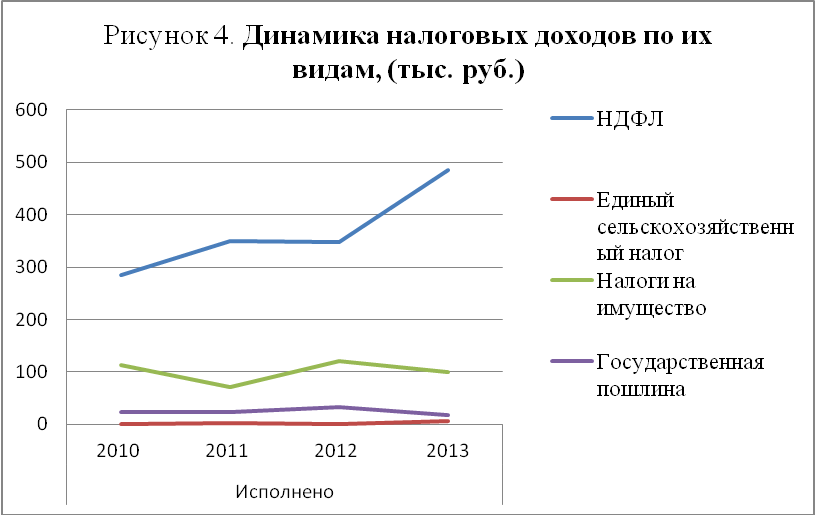 Рисунок 4. Динамика налоговых доходов по их
видам, (тыс. руб.)
600
500
400
300
200
100
0
2010 2011 2012 2013
Исполнено
НДФЛ
Единый
сельскохозяйственн
ый налог
Налоги на
имущество
Государственная
пошлина